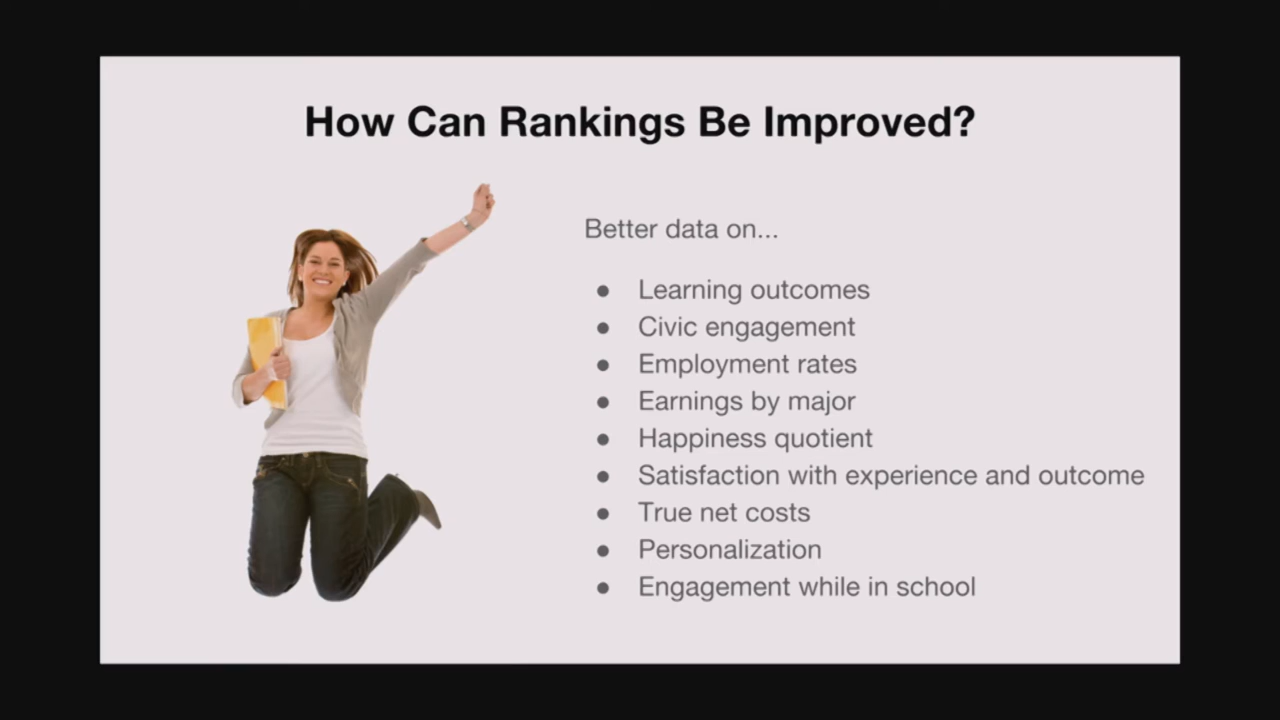 How Can Rankings Be Improved?
Better data on...
● Learning outcomes
● Civic engagement
● Employment rates
● Earnings by major
● Happiness quotient
● Satisfaction with experience and outcome
● True net costs
● Personalization
● Engagement while in school